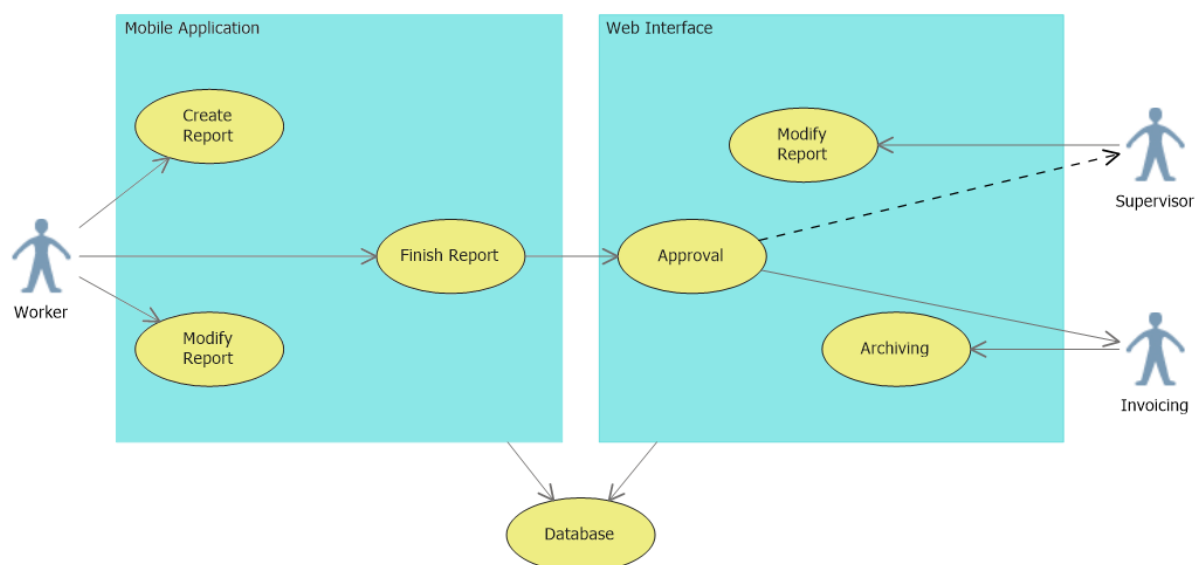 Mobile Application
Web Interface
Create
Report
Modify
Report
Supervisor
Finish Report
Approval
Worker
Modify
Report
Archiving
Invoicing
Database